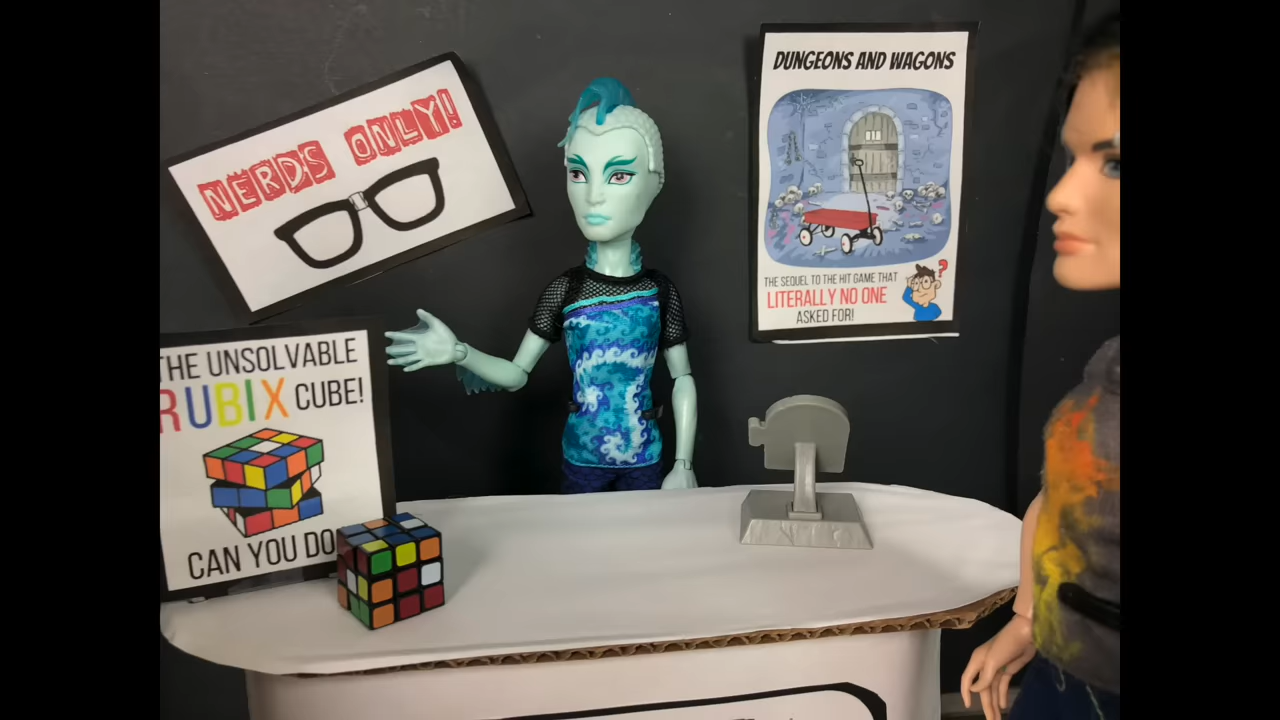 NERDS ONLY!
DUNGEONS AND WAGONS
THE SEQUEL TO THE HIT GAME THAT
LITERALLY NO ONE
ASKED FOR!
?
THE UNSOLVABLE
RUBIX CUBE!
CAN YOU DO